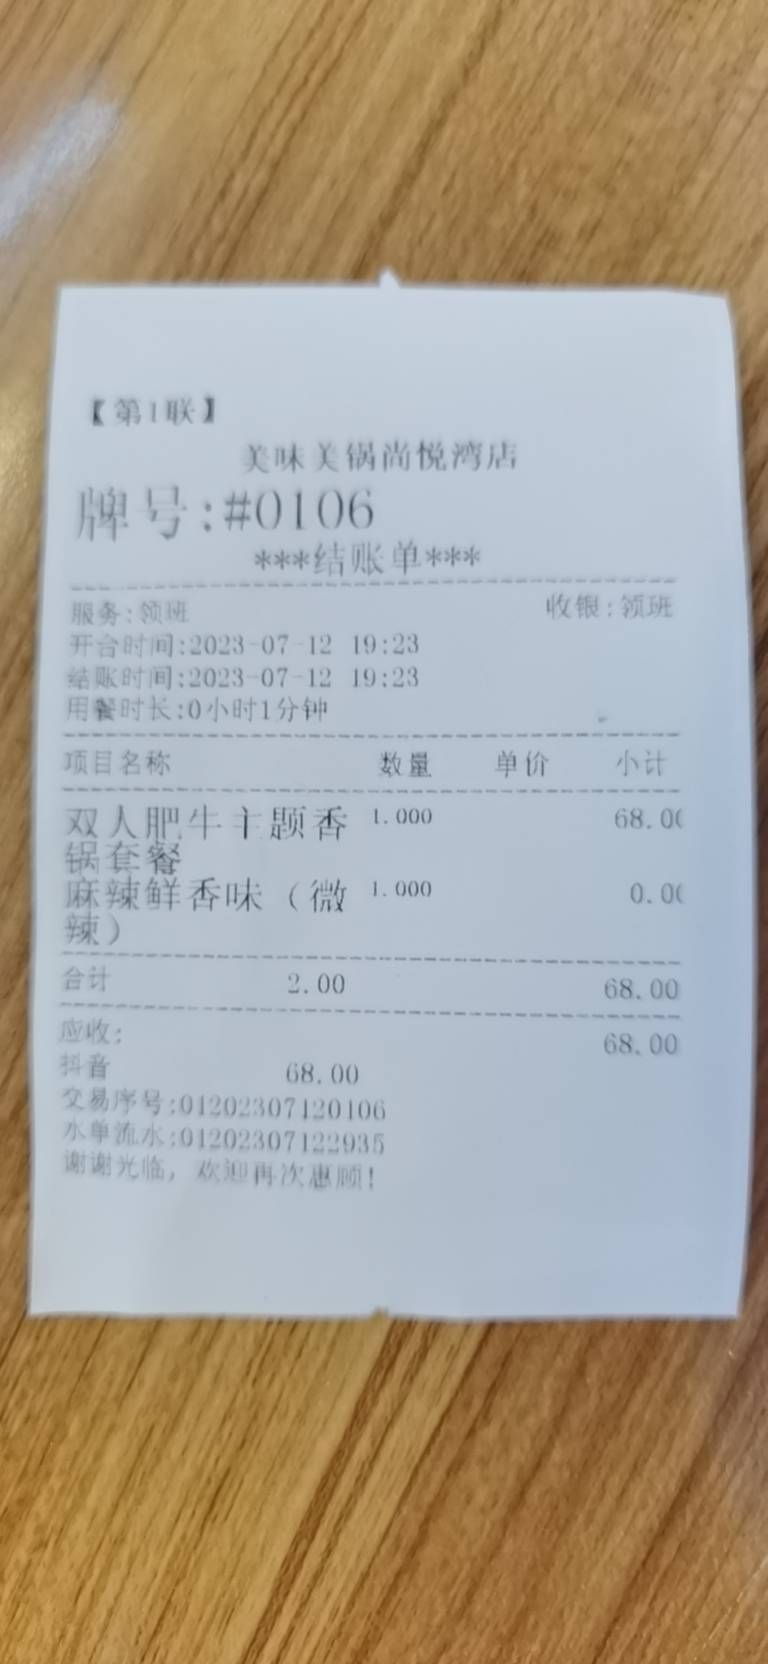 【第1联】
美味美锅尚悦湾店
牌号:#0106
***结账单***
服务:领班 收银:领班
开台时间:2023-07-12 19:23
结账时间:2023-07-12 19:23
用餐时长:0小时1分钟
项目名称 数量 单价 小计
双人肥牛主题香 1.000 68.00
锅套餐
麻辣鲜香味（微 1.000 0.00
辣）
合计 2.00 68.00
应收: 68.00
抖音 68.00
交易序号:01202307120106
水单流水:01202307122935
谢谢光临, 欢迎再次惠顾!